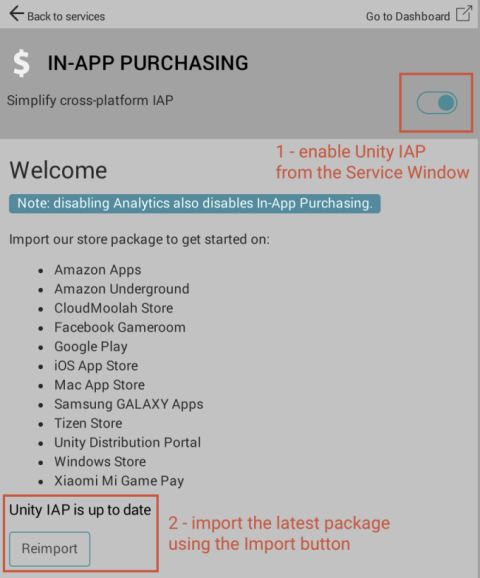 Back to services
Go to Dashboard
$ IN-APP PURCHASING
Simplify cross-platform IAP
1 - enable Unity IAP
from the Service Window
Welcome
Note: disabling Analytics also disables In-App Purchasing.
Import our store package to get started on:
• Amazon Apps
• Amazon Underground
• CloudMoolah Store
• Facebook Gameroom
• Google Play
• iOS App Store
• Mac App Store
• Samsung GALAXY Apps
• Tizen Store
• Unity Distribution Portal
• Windows Store
• Xiaomi Mi Game Pay
Unity IAP is up to date
Reimport
2 - import the latest package
using the Import button